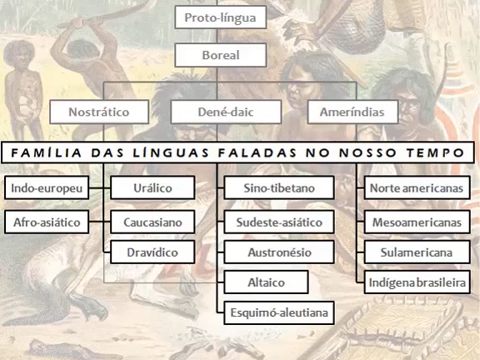 Proto-língua
Boreal
Nostrático
Dené-daic
Ameríndias
FAMÍLIA DAS LÍNGUAS FALADAS NO NOSSO TEMPO
Indo-europeu
Urálico
Sino-tibetano
Norte americanas
Afro-asiático
Caucasiano
Sudeste-asiático
Mesoamericanas
Dravídico
Austronésio
Sulamericana
Altaico
Indígena brasileira
Esquimó-aleutiana